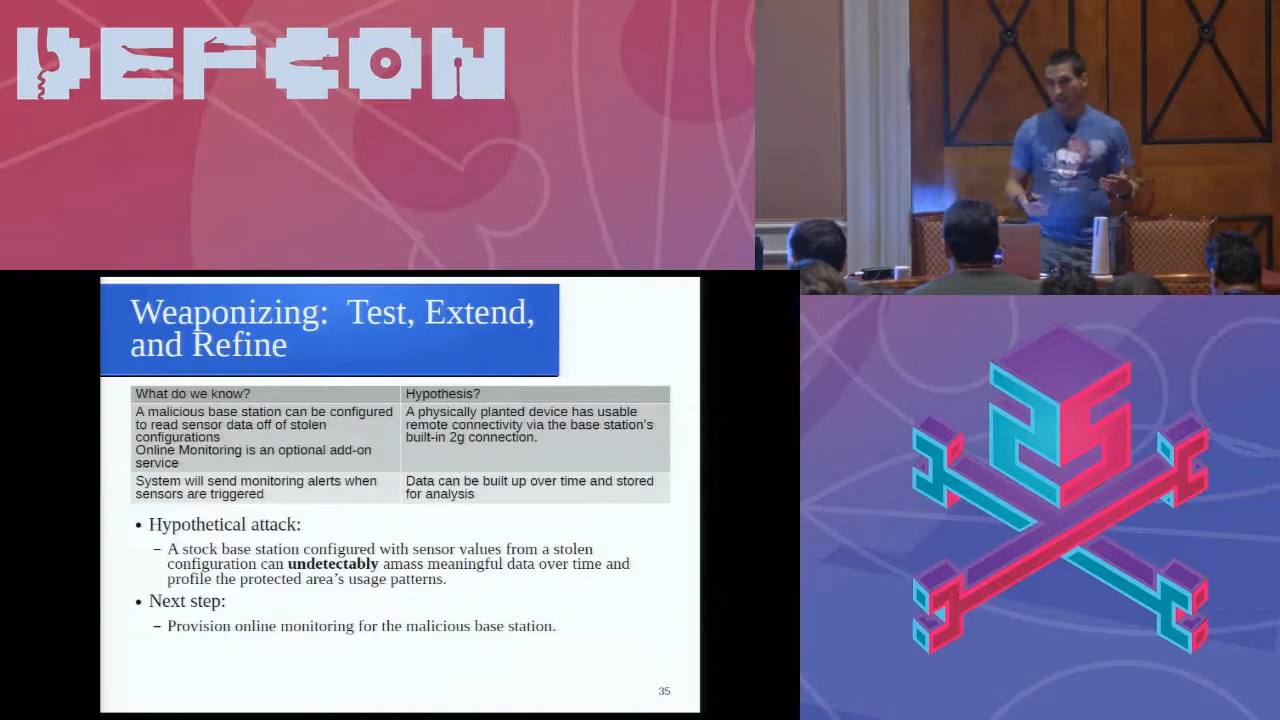 DEFCON
Weaponizing: Test, Extend,
and Refine
What do we know?
Hypothesis?
A malicious base station can be configured
to read sensor data off of stolen
configurations
Online Monitoring is an optional add-on
service
A physically planted device has usable
remote connectivity via the base station's
built-in 2g connection.
System will send monitoring alerts when
sensors are triggered
Data can be built up over time and stored
for analysis
• Hypothetical attack:
– A stock base station configured with sensor values from a stolen
configuration can undetectably amass meaningful data over time and
profile the protected area's usage patterns.
• Next step:
– Provision online monitoring for the malicious base station.
35
25